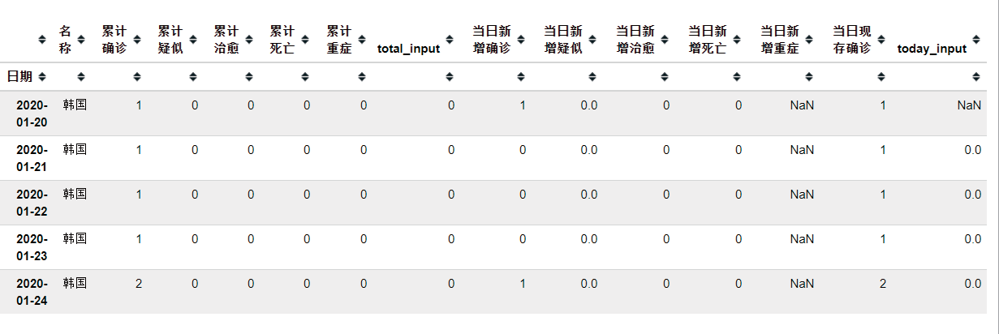 名称 累计确诊 累计疑似 累计治愈 累计死亡 累计重症 total_input 当日新增确诊 当日新增疑似 当日新增治愈 当日新增死亡 当日新增重症 当日现存确诊 today_input
日期
2020-01-20 韩国 1 0 0 0 0 0 1 0.0 0 0 NaN 1 NaN
2020-01-21 韩国 1 0 0 0 0 0 0 0.0 0 0 NaN 1 0.0
2020-01-22 韩国 1 0 0 0 0 0 0 0.0 0 0 NaN 1 0.0
2020-01-23 韩国 1 0 0 0 0 0 0 0.0 0 0 NaN 1 0.0
2020-01-24 韩国 2 0 0 0 0 0 1 0.0 0 0 NaN 2 0.0